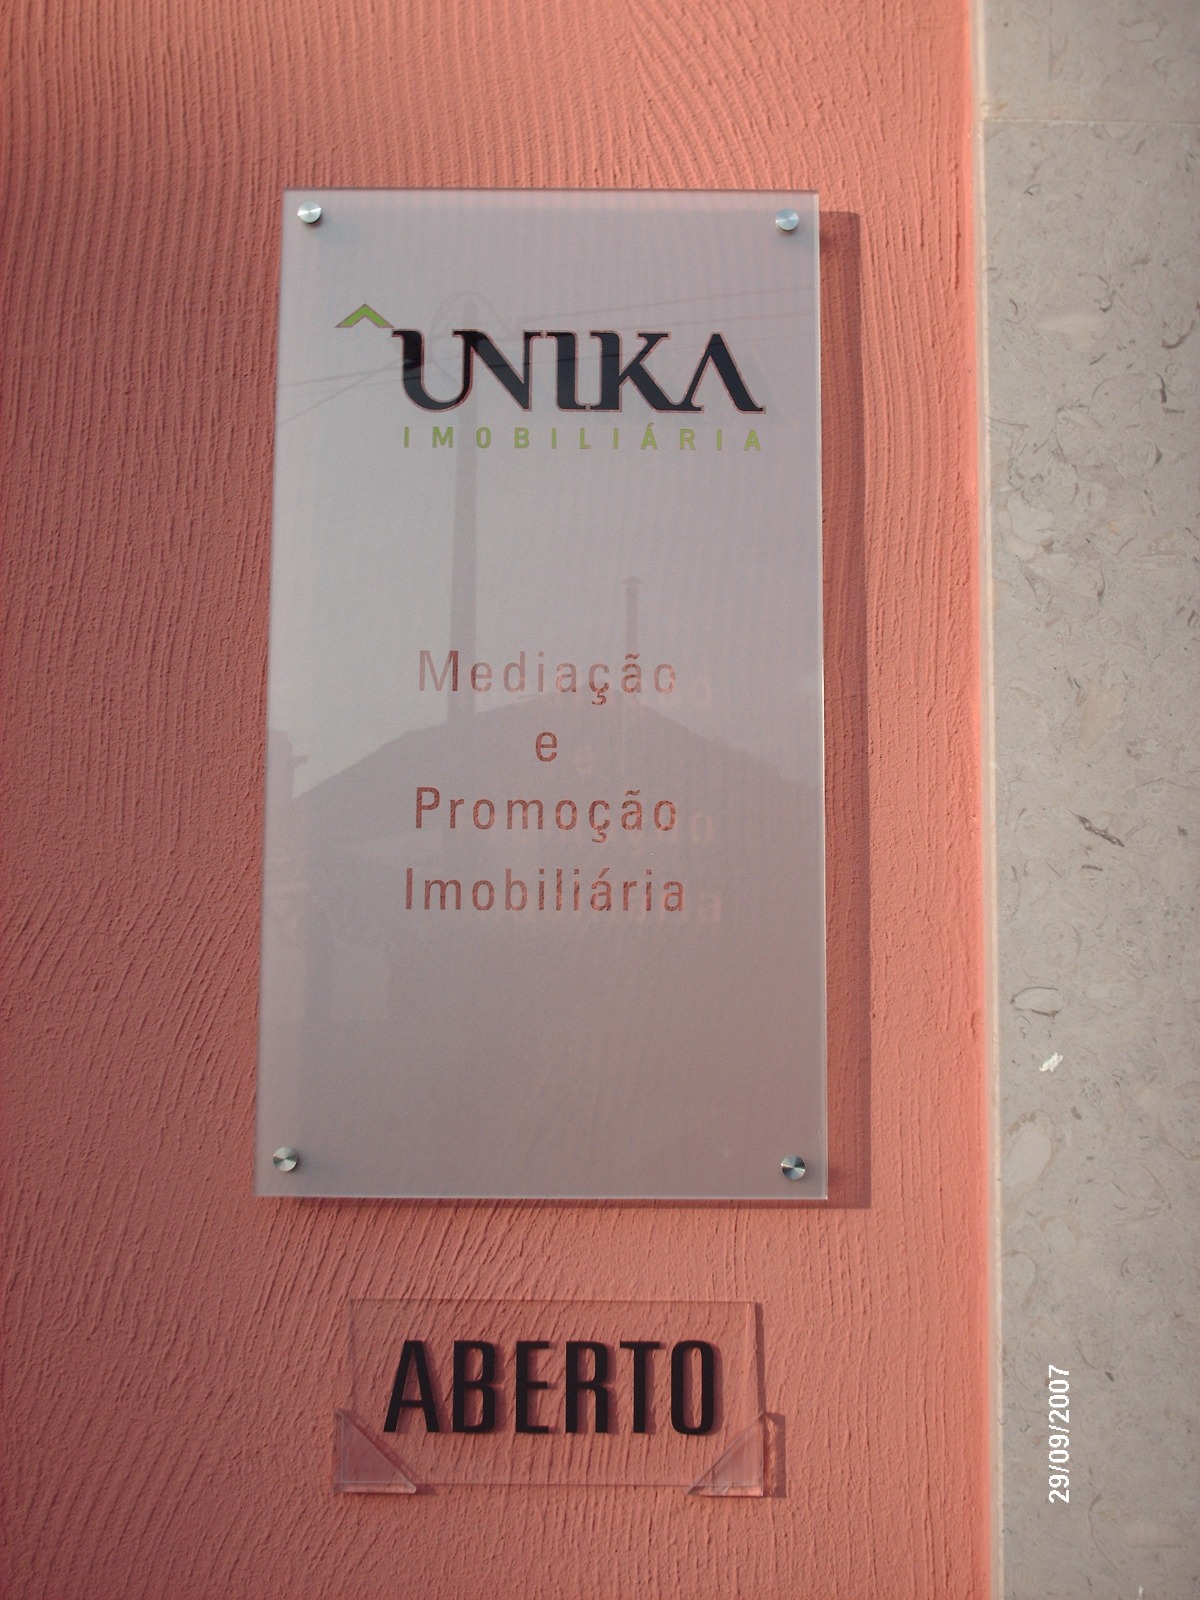 UNIKA
IMOBILIÁRIA
Mediação
e
Promoção
Imobiliária
ABERTO
29/09/2007